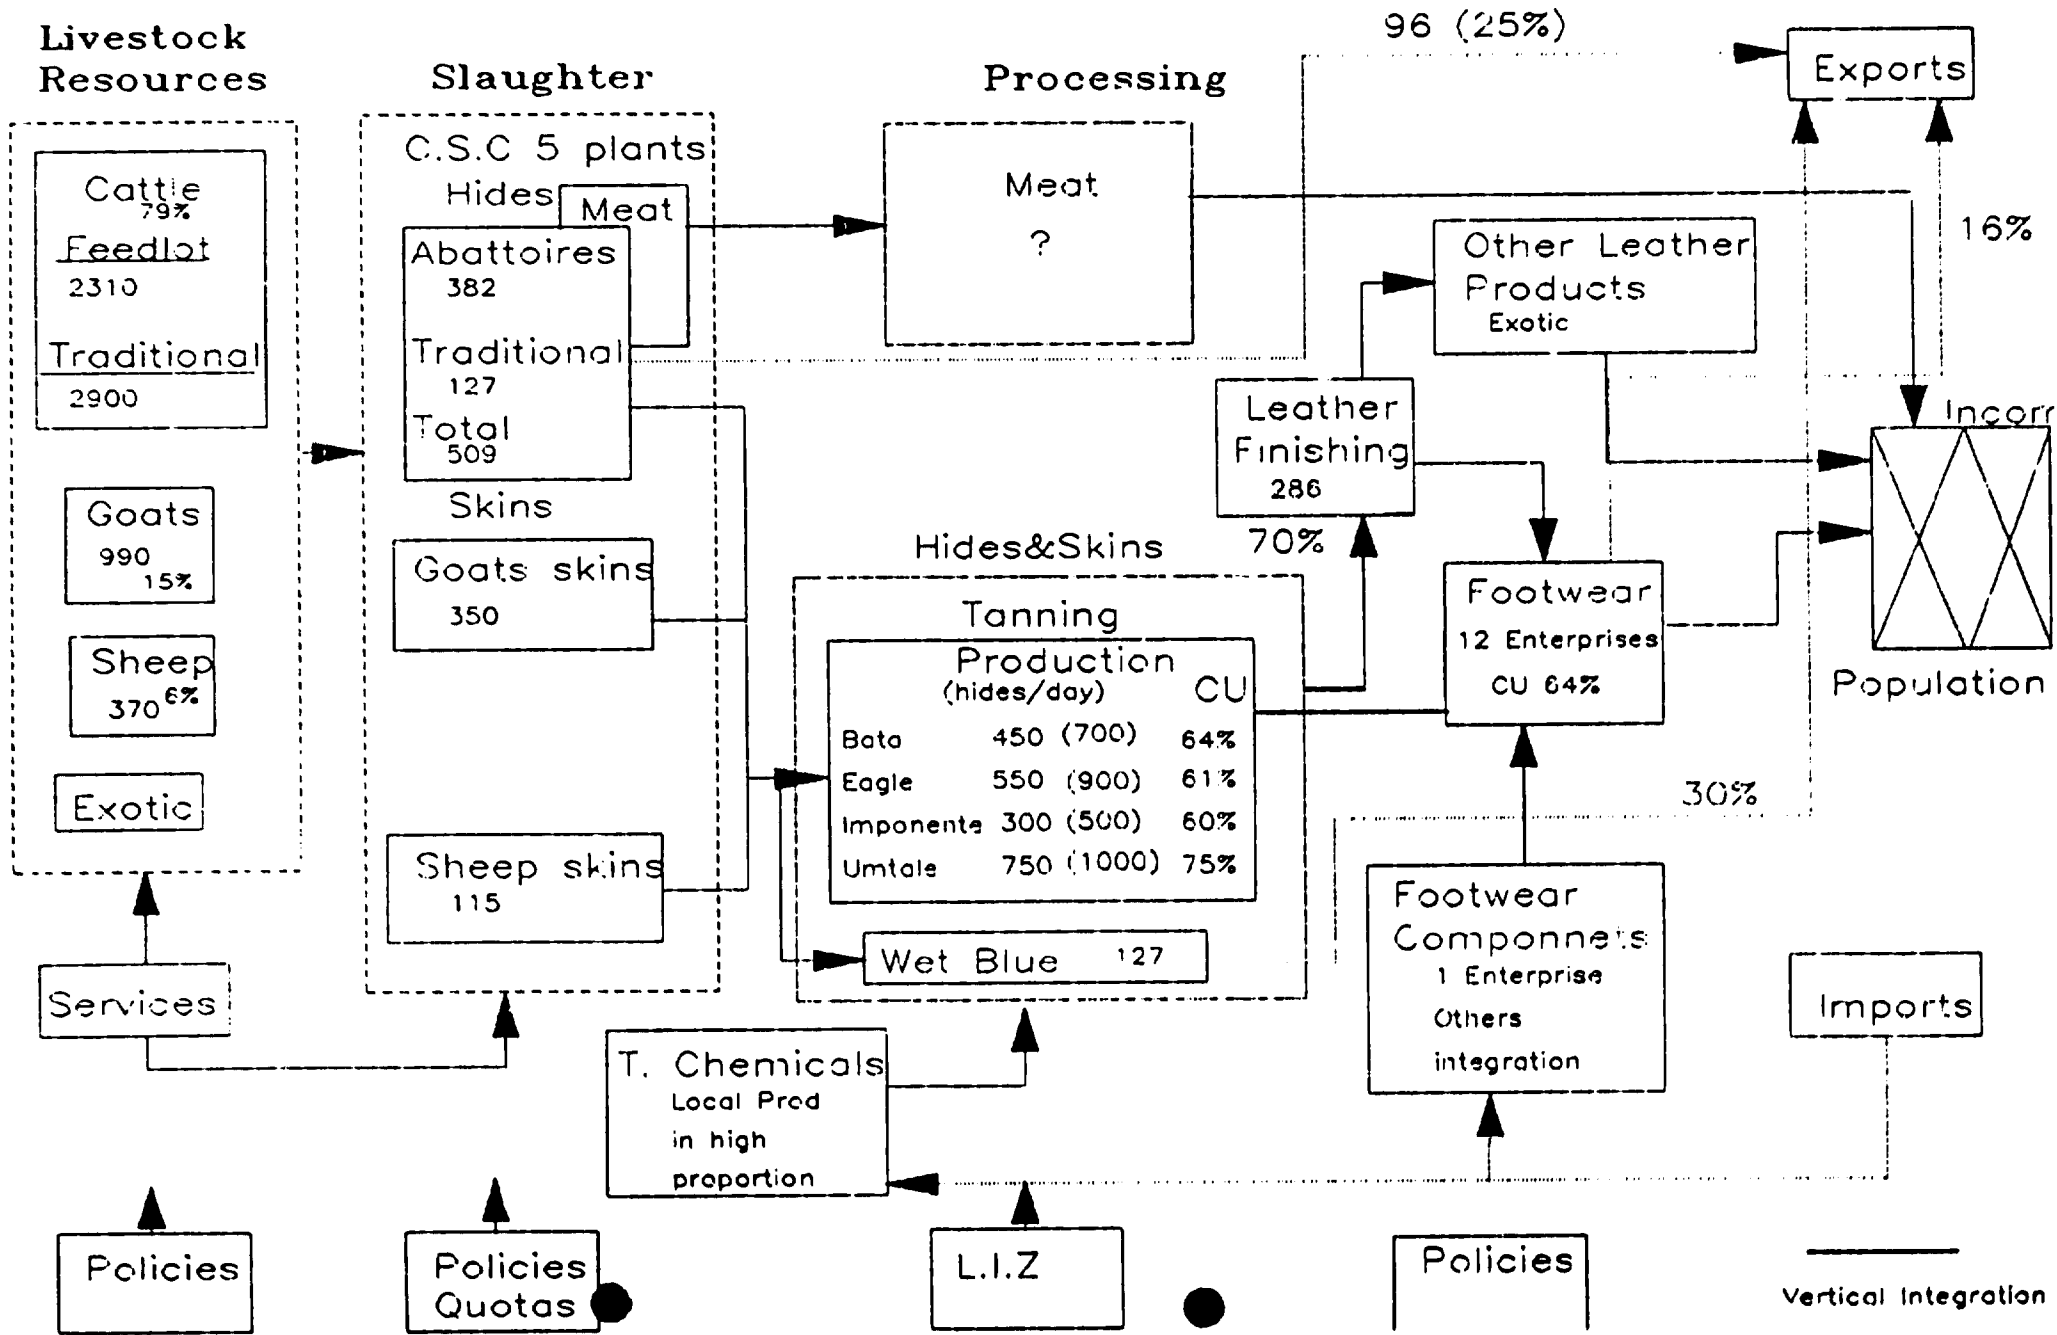 Livestock
Resources
Cattle
79%
Feedlot
2310
Traditional
2900
Goats
990
15%
Sheep
370 6%
Exotic
Services
Policies
Slaughter
C.S.C 5 plants
Hides
Meat
Abattoires
382
Traditional
127
Total
509
Skins
Goats skins
350
Sheep skins
115
Policies
Quotas
Processing
Meat
?
Hides&Skins
Tanning
Production
(hides/day) CU
Bata 450 (700) 64%
Eagle 550 (900) 61%
Imponente 300 (500) 60%
Umtale 750 (1000) 75%
Wet Blue 127
T. Chemicals
Local Prod
in high
proportion
L.I.Z
96 (25%)
Exports
16%
Other Leather
Products
Exotic
Leather
Finishing
286
70%
Footwear
12 Enterprises
CU 64%
30%
Footwear
Componnets
1 Enterprise
Others
integration
Policies
Incorr
Population
Imports
Vertical Integration